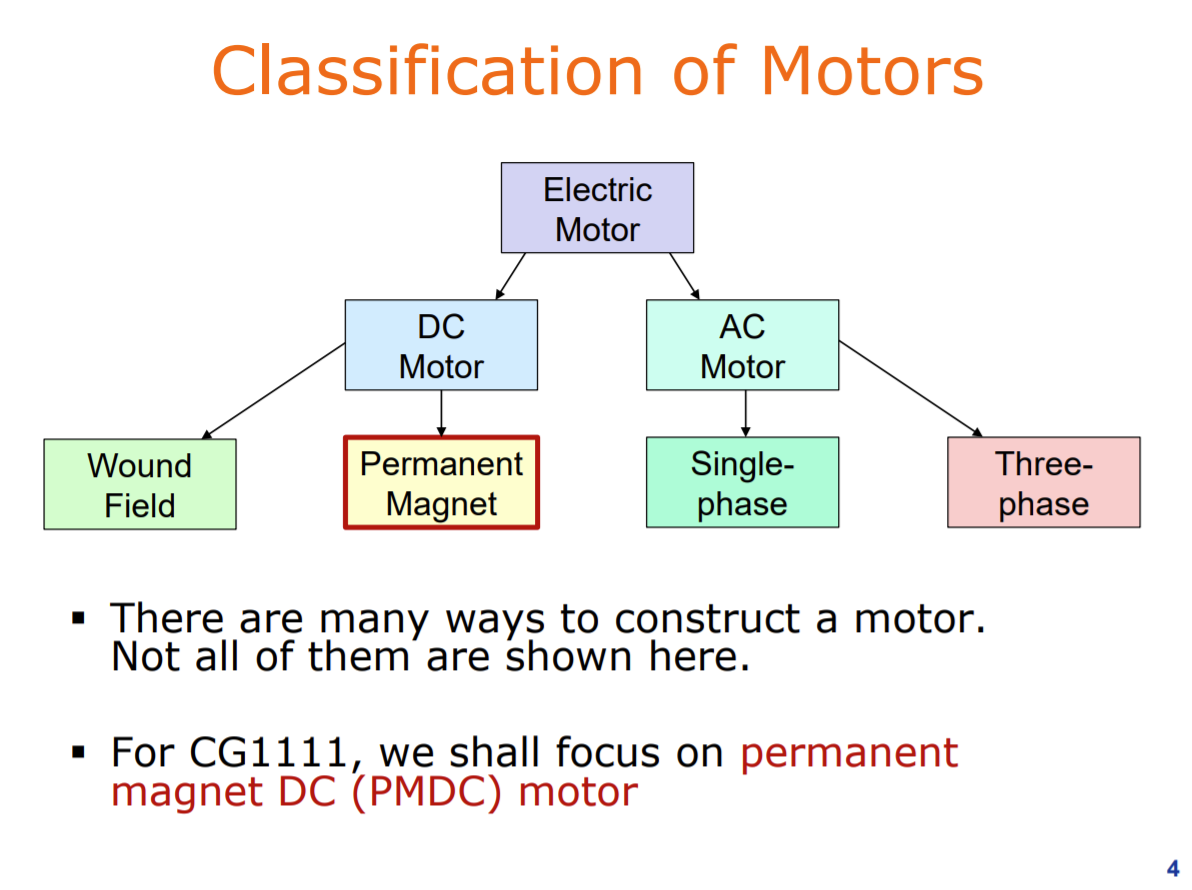 Classification of Motors
Electric
Motor
DC
Motor
AC
Motor
Wound
Field
Permanent
Magnet
Single-
phase
Three-
phase
▪ There are many ways to construct a motor.
Not all of them are shown here.
▪ For CG1111, we shall focus on permanent
magnet DC (PMDC) motor
4